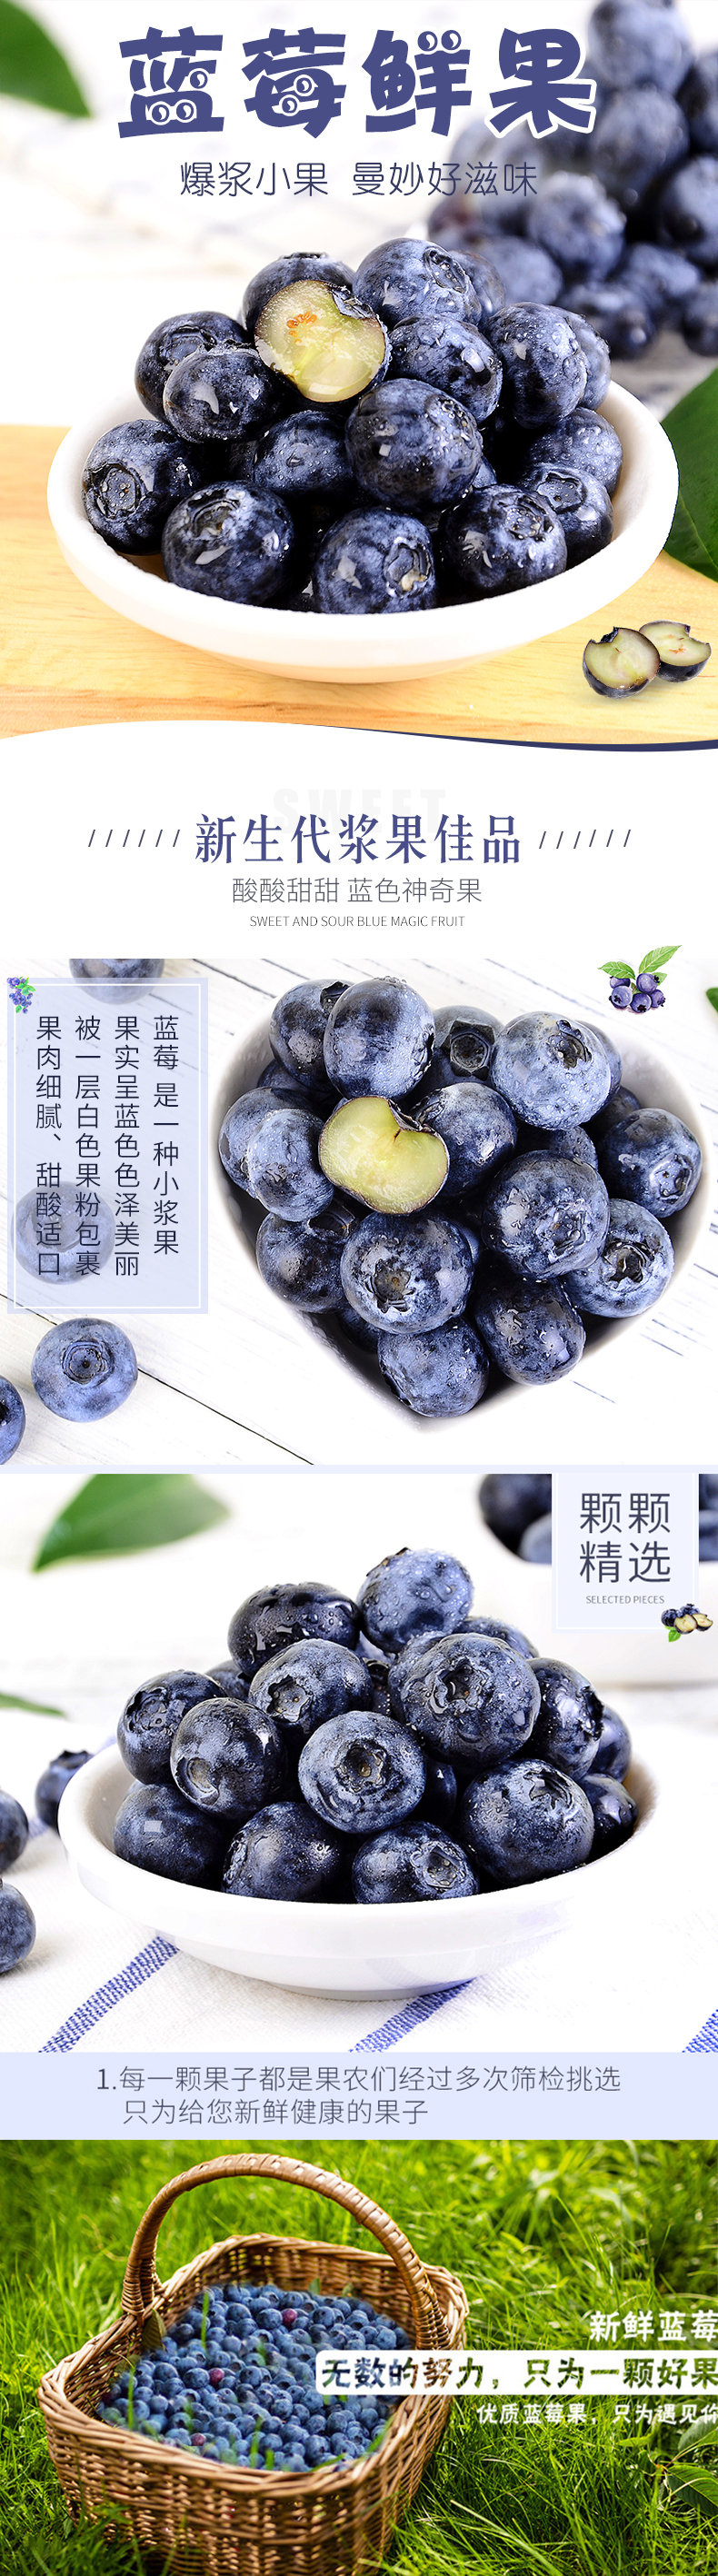 蓝莓鲜果
爆浆小果 曼妙好滋味
SWEET
新生代浆果佳品
酸酸甜甜 蓝色神奇果
SWEET AND SOUR BLUE MAGIC FRUIT
蓝莓 是一种小浆果
果实呈蓝色色泽美丽
被一层白色果粉包裹
果肉细腻、甜酸适口
颗颗
精选
SELECTED PIECES
1.每一颗果子都是果农们经过多次筛检挑选
只为给您新鲜健康的果子
新鲜蓝莓
无数的努力，只为一颗好果
优质蓝莓果，只为遇见你